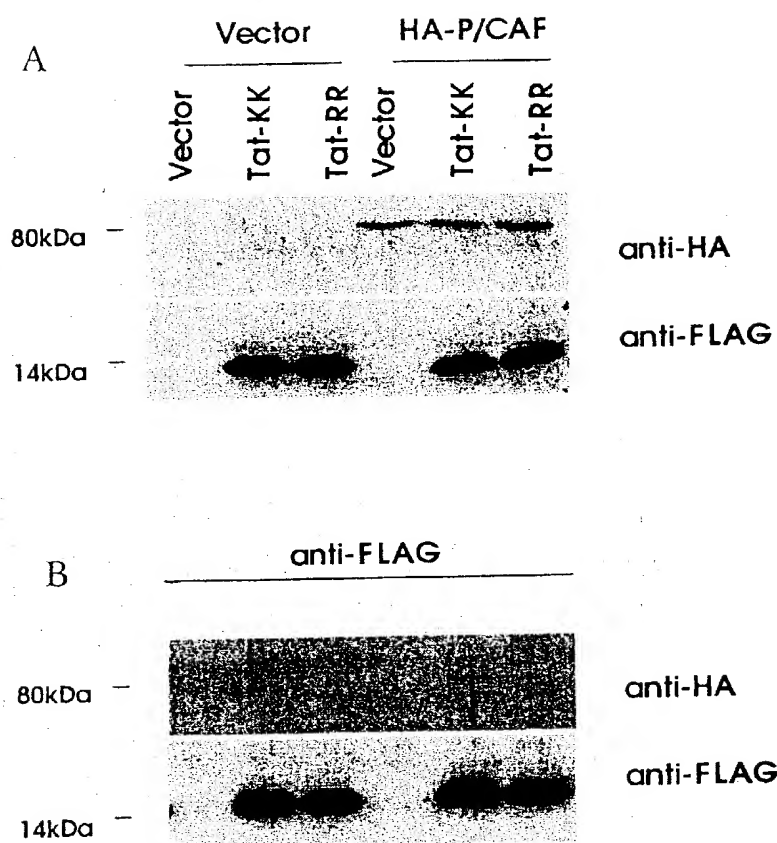 A
Vector
HA-P/CAF
Vector
Tat-KK
Tat-RR
Vector
Tat-KK
Tat-RR
80kDa
anti-HA
14kDa
anti-FLAG
B
anti-FLAG
80kDa
anti-HA
14kDa
anti-FLAG